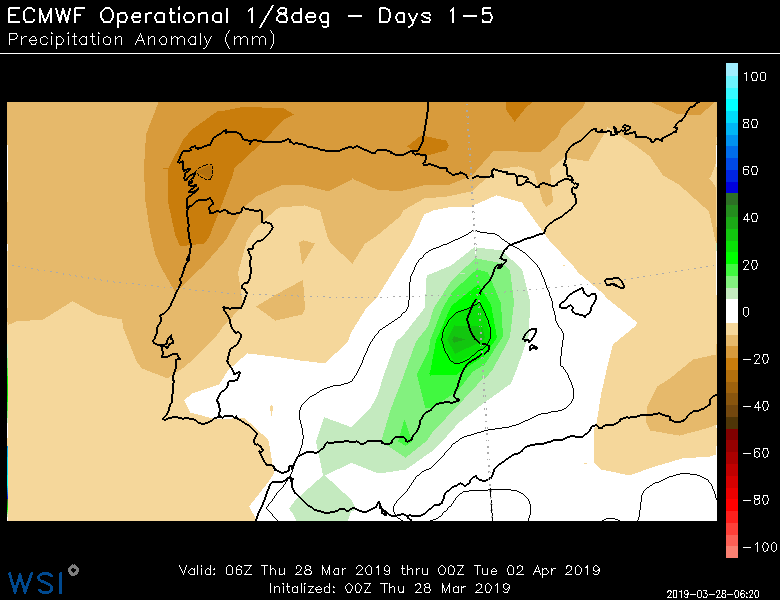 ECMWF Operational 1/8deg – Days 1–5
Precipitation Anomaly (mm)
100
80
60
40
20
0
−20
−40
−60
−80
−100
Valid: 06Z Thu 28 Mar 2019 thru 00Z Tue 02 Apr 2019
Initalized: 00Z Thu 28 Mar 2019
WSI
2019-03-28-06:20